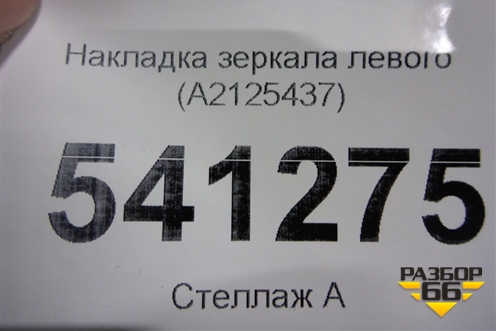 Накладка зеркала левого
(A2125437)
541275
Стеллаж А
РАЗБОР
66